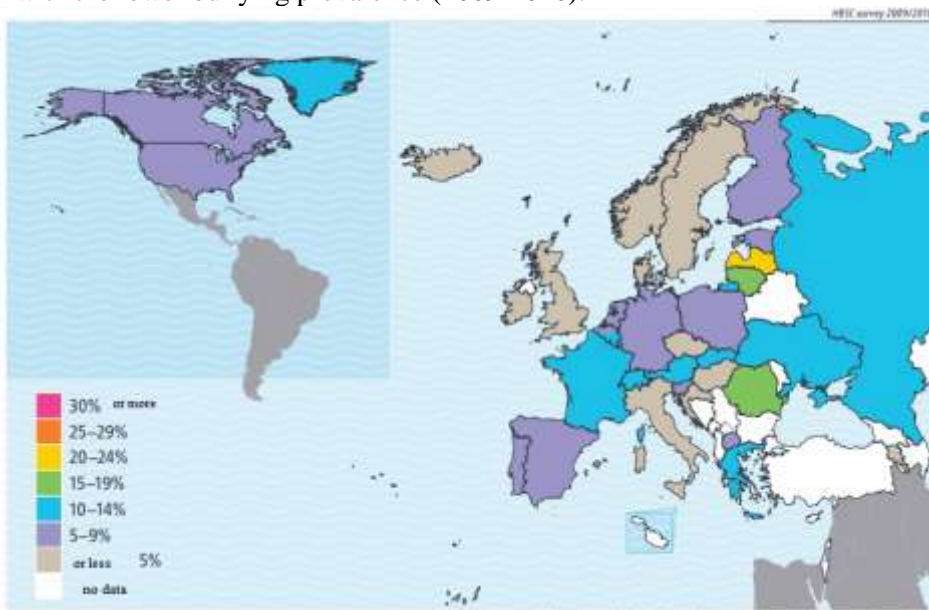 HBSC survey 2009/2010
30% or more
25–29%
20–24%
15–19%
10–14%
5–9%
or less 5%
no data